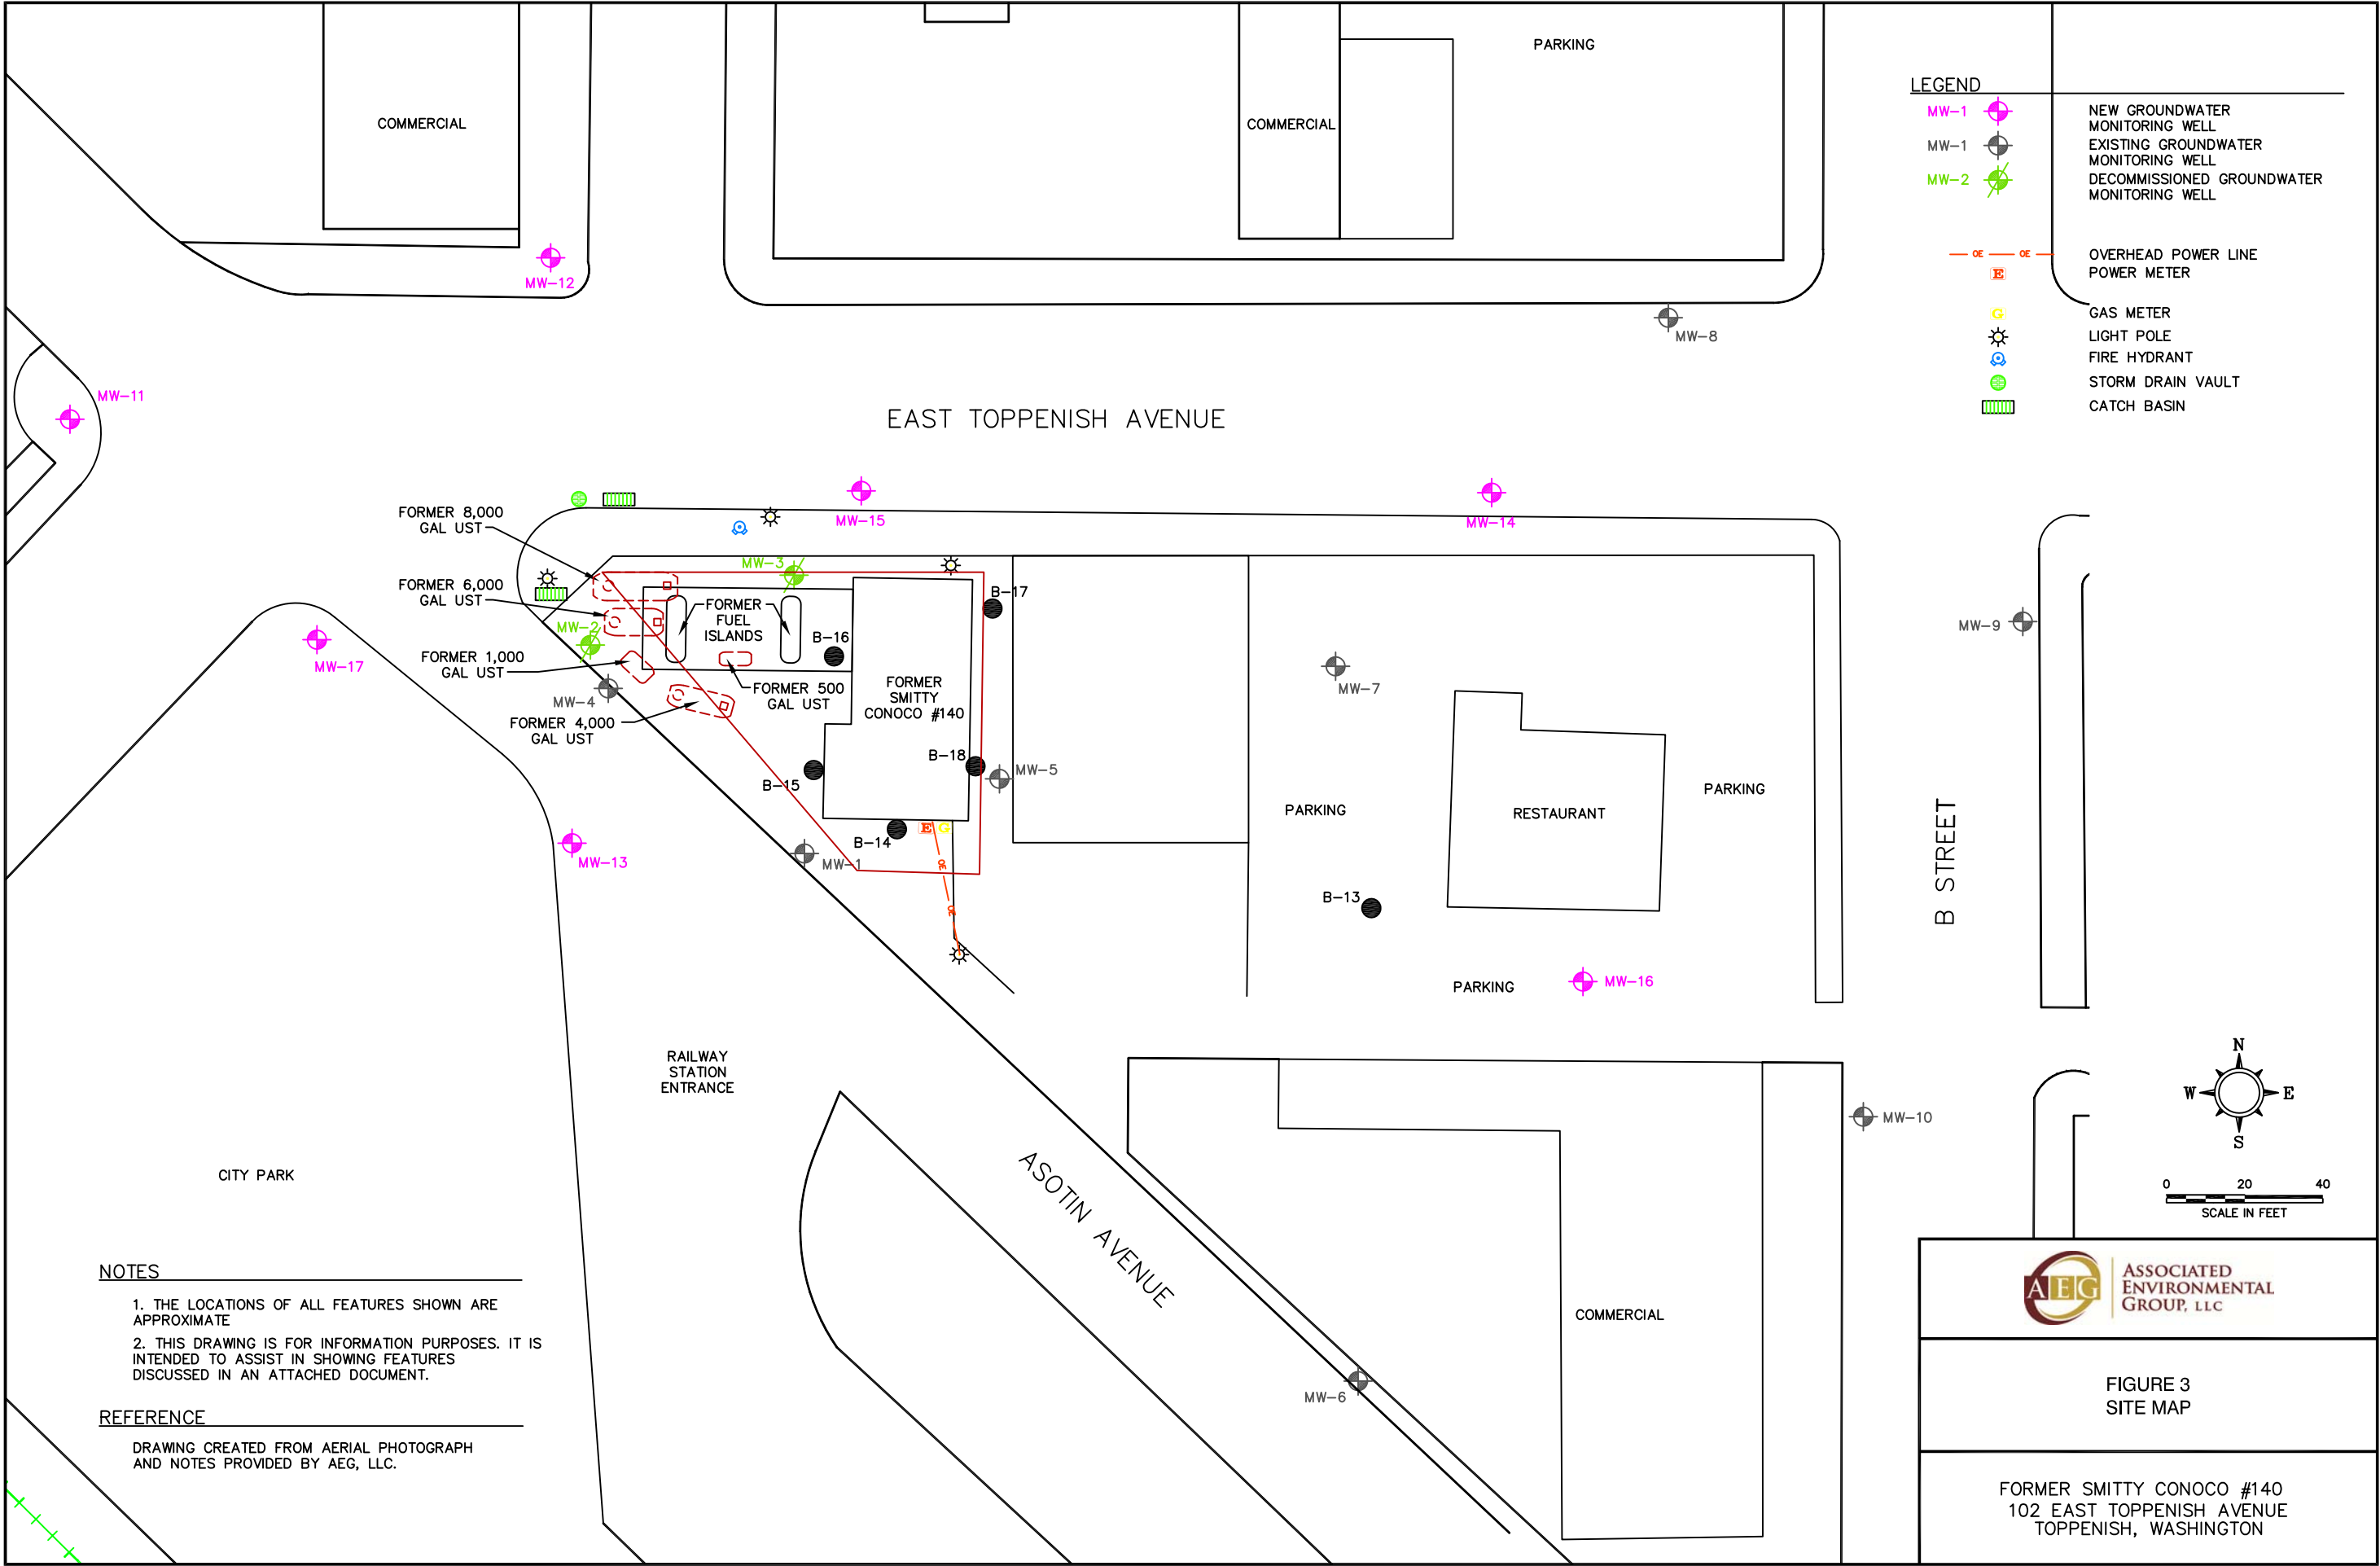 PARKING
COMMERCIAL
COMMERCIAL
LEGEND
MW-1
NEW GROUNDWATER
MONITORING WELL
MW-1
EXISTING GROUNDWATER
MONITORING WELL
MW-2
DECOMMISSIONED GROUNDWATER
MONITORING WELL
OE OE
OVERHEAD POWER LINE
E
POWER METER
G
GAS METER
LIGHT POLE
FIRE HYDRANT
STORM DRAIN VAULT
CATCH BASIN
MW-12
MW-8
MW-11
EAST TOPPENISH AVENUE
MW-15
MW-14
FORMER 8,000
GAL UST
FORMER 6,000
GAL UST
MW-3
MW-2
FORMER
FUEL
ISLANDS
B-16
B-17
FORMER 1,000
GAL UST
MW-4
FORMER 500
GAL UST
FORMER 4,000
GAL UST
FORMER
SMITTY
CONOCO #140
MW-17
MW-7
MW-9
B-18
MW-5
B-15
B-14
E
G
OE
OE
MW-1
MW-13
PARKING
RESTAURANT
PARKING
B-13
B STREET
PARKING
MW-16
RAILWAY
STATION
ENTRANCE
MW-10
CITY PARK
ASOTIN AVENUE
COMMERCIAL
MW-6
N
W
E
S
0 20 40
SCALE IN FEET
NOTES
1. THE LOCATIONS OF ALL FEATURES SHOWN ARE
APPROXIMATE
2. THIS DRAWING IS FOR INFORMATION PURPOSES. IT IS
INTENDED TO ASSIST IN SHOWING FEATURES
DISCUSSED IN AN ATTACHED DOCUMENT.
REFERENCE
DRAWING CREATED FROM AERIAL PHOTOGRAPH
AND NOTES PROVIDED BY AEG, LLC.
AEG
ASSOCIATED
ENVIRONMENTAL
GROUP, LLC
FIGURE 3
SITE MAP
FORMER SMITTY CONOCO #140
102 EAST TOPPENISH AVENUE
TOPPENISH, WASHINGTON